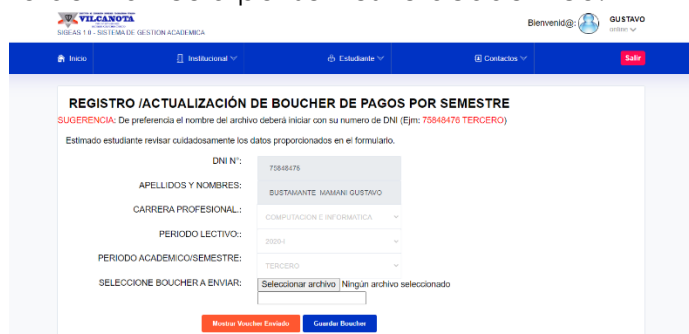 VILCANOTA
SIGEAS 1.0 - SISTEMA DE GESTION ACADEMICA
Bienvenid@:
GUSTAVO
online
Inicio
Institucional
Estudiante
Contactos
Salir
REGISTRO /ACTUALIZACIÓN DE BOUCHER DE PAGOS POR SEMESTRE
SUGERENCIA: De preferencia el nombre del archivo deberá iniciar con su numero de DNI (Ejm: 75848476 TERCERO)
Estimado estudiante revisar cuidadosamente los datos proporcionados en el formulario.
DNI N°:
75848476
APELLIDOS Y NOMBRES:
BUSTAMANTE MAMANI GUSTAVO
CARRERA PROFESIONAL.:
COMPUTACION E INFORMATICA
PERIODO LECTIVO::
2020-I
PERIODO ACADEMICO/SEMESTRE:
TERCERO
SELECCIONE BOUCHER A ENVIAR:
Seleccionar archivo Ningún archivo seleccionado
Mostrar Voucher Enviado
Guardar Boucher